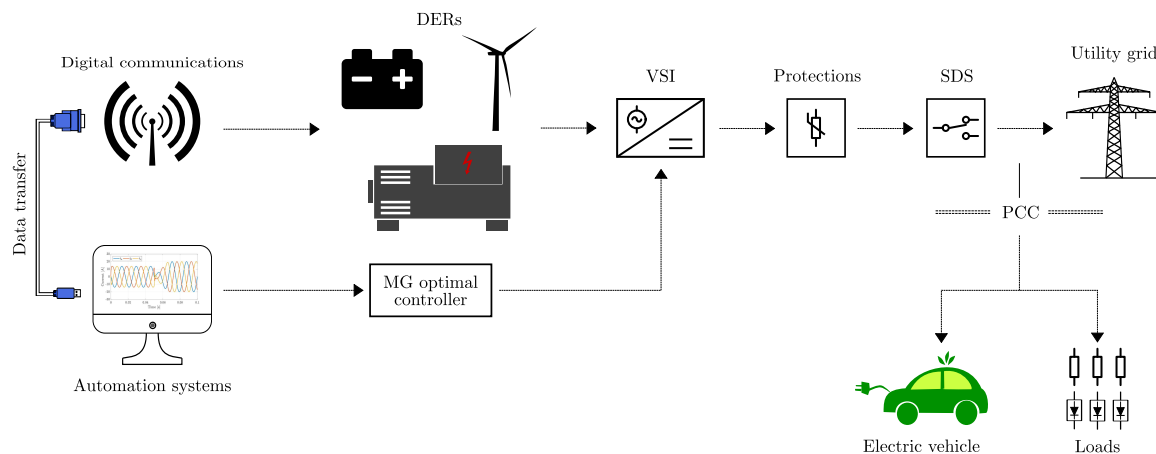 DERs
Digital communications
VSI
Protections
SDS
Utility grid
Data transfer
PCC
MG optimal
controller
Automation systems
Electric vehicle
Loads